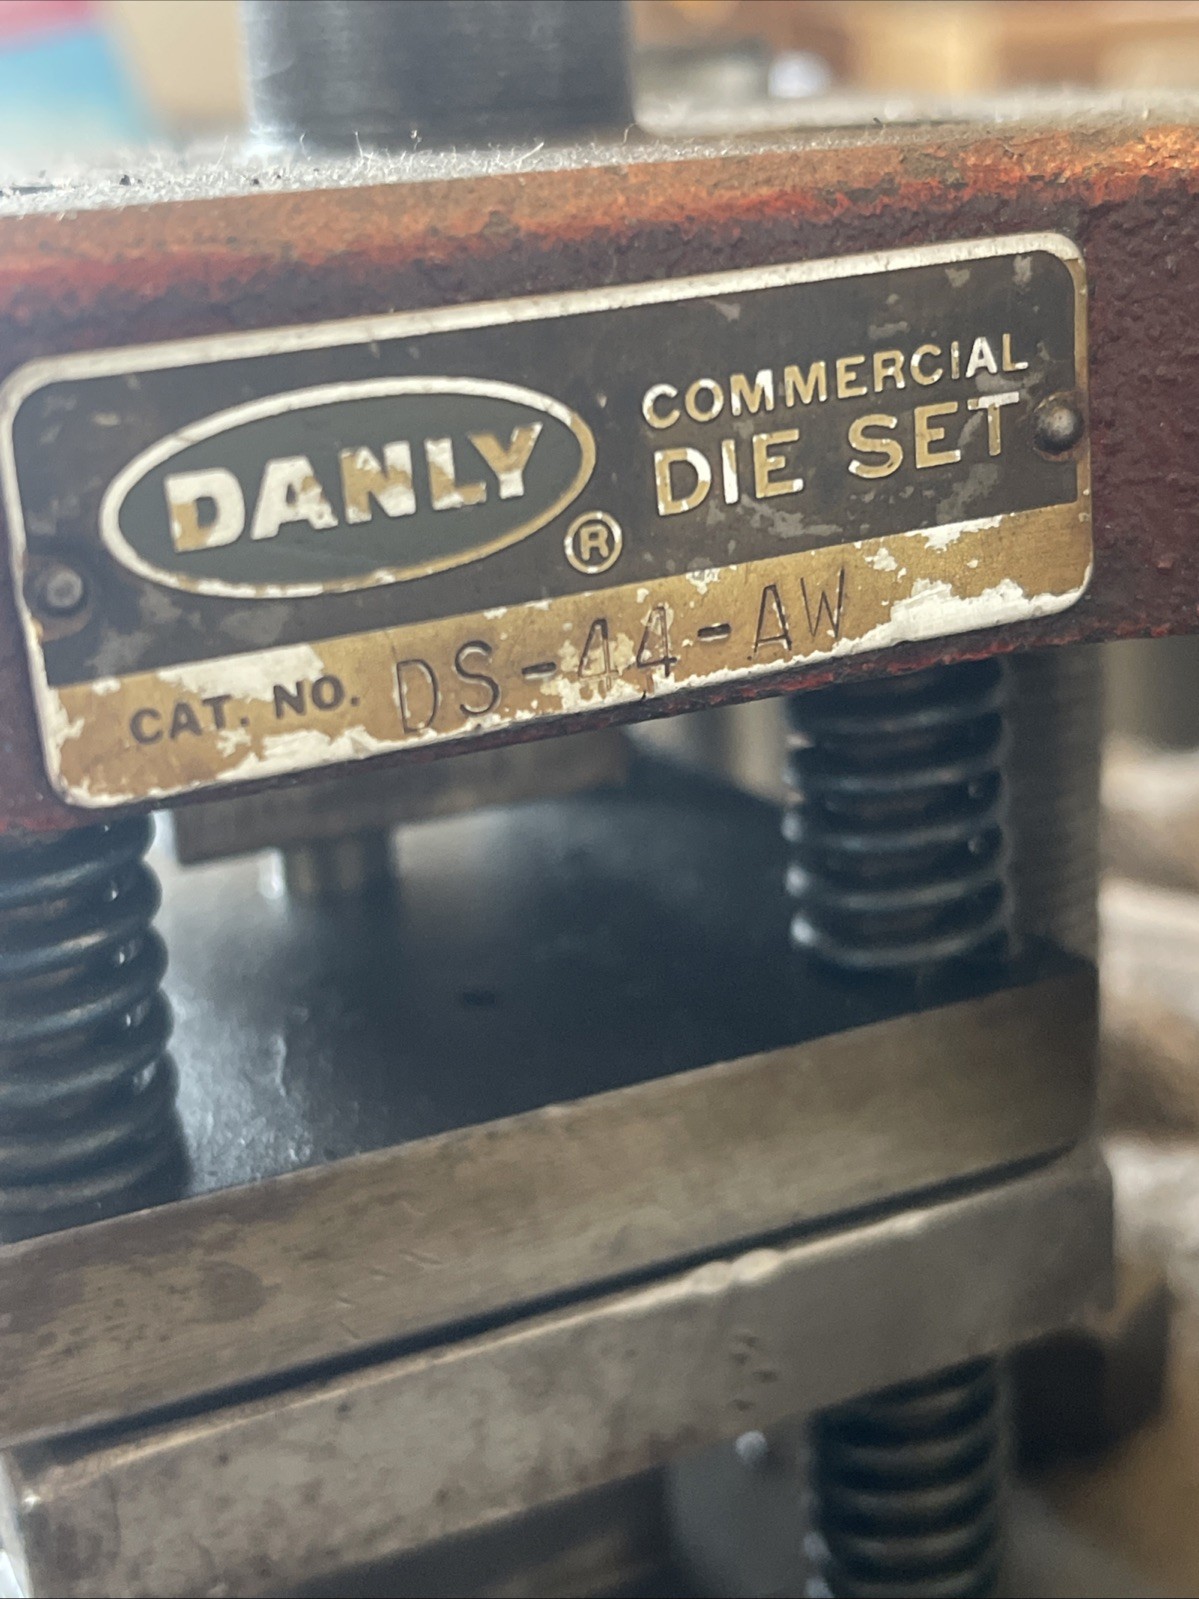 DANLY ®
COMMERCIAL
DIE SET
CAT. NO. DS-44-AW